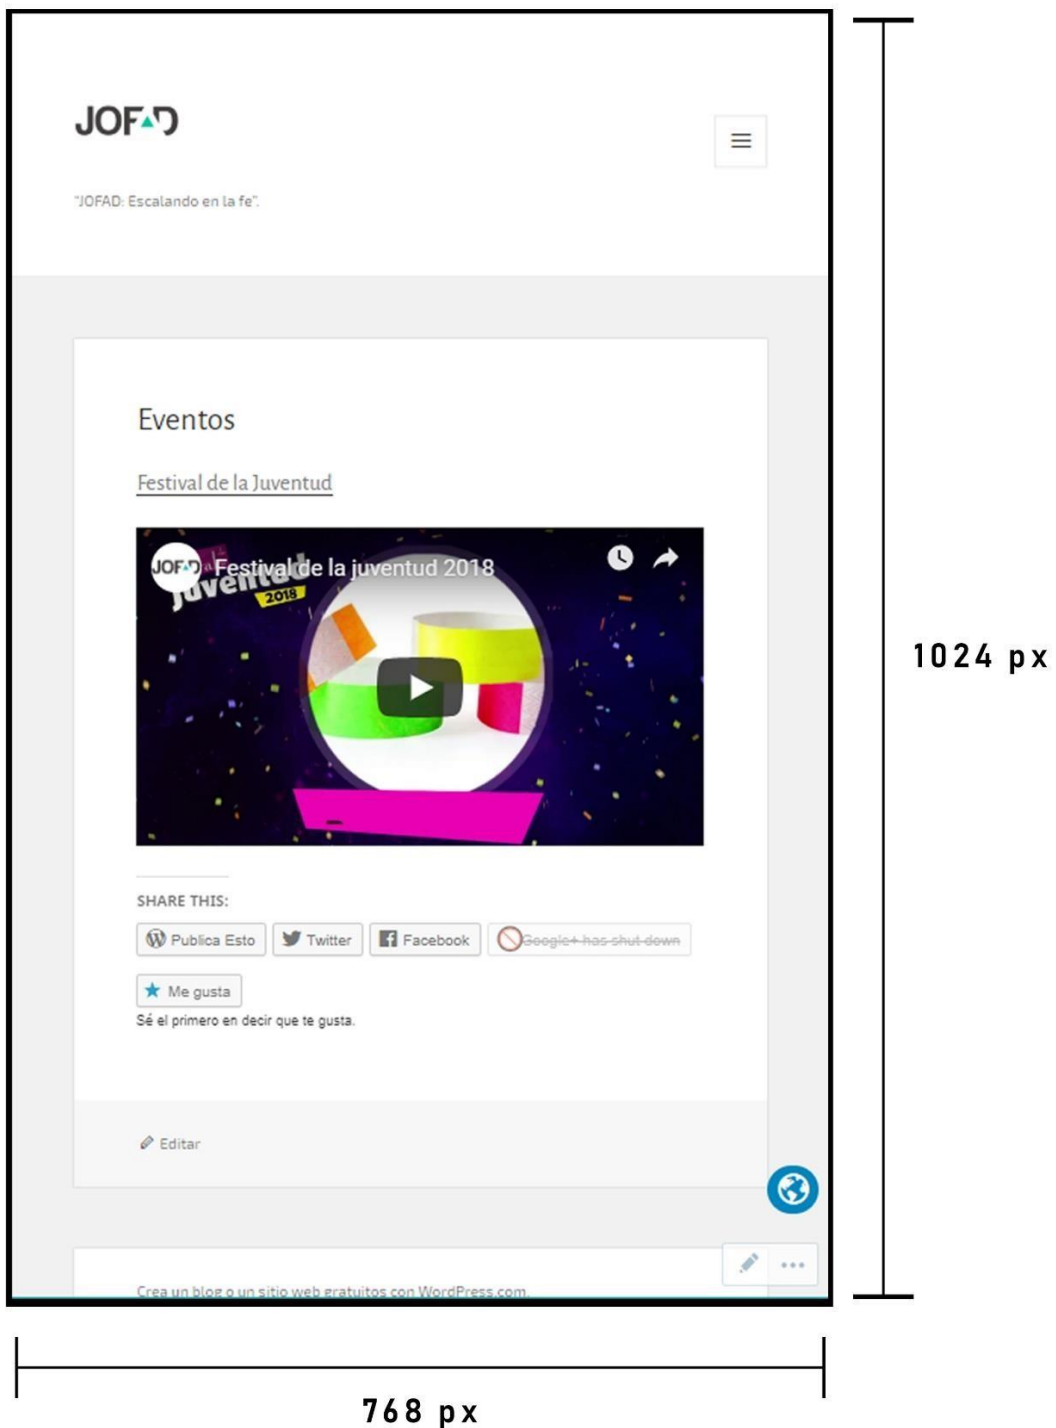 JOFAD
"JOFAD: Escalando en la fe".
Eventos
Festival de la Juventud
JOFAD
Festival de la juventud 2018
Juventud
2018
SHARE THIS:
Publica Esto Twitter Facebook Google+ has shut down
Me gusta
Sé el primero en decir que te gusta.
Editar
Crea un blog o un sitio web gratuitos con WordPress.com.
1024 px
768 px